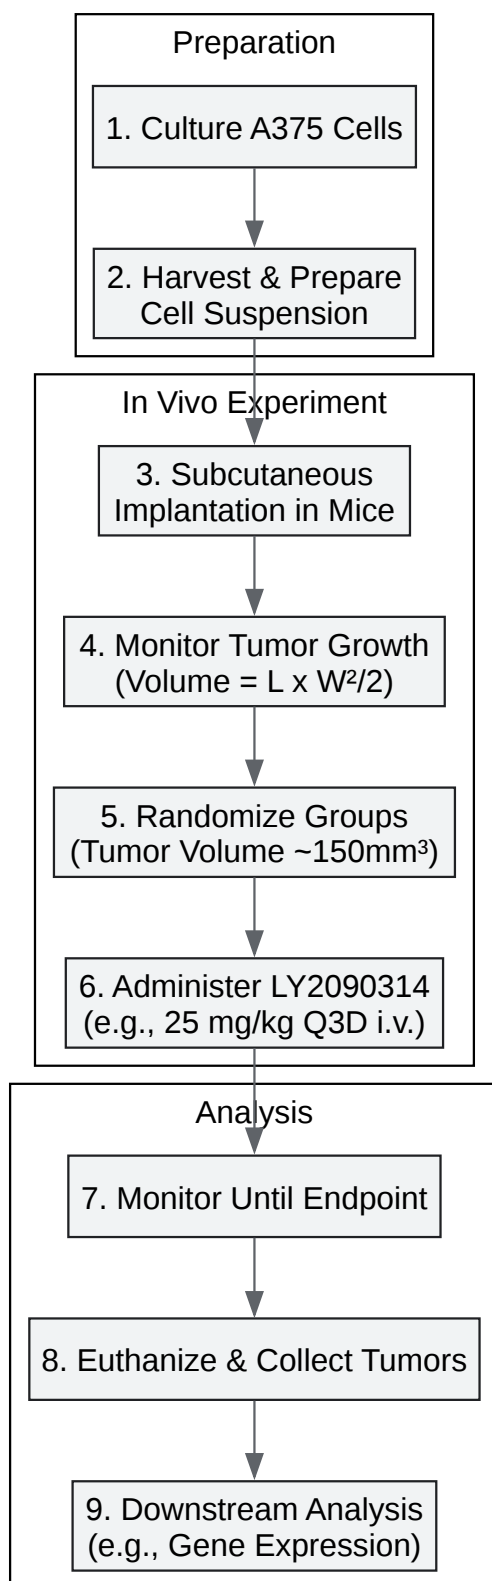 Preparation
1. Culture A375 Cells
2. Harvest & Prepare
Cell Suspension
In Vivo Experiment
3. Subcutaneous
Implantation in Mice
4. Monitor Tumor Growth
(Volume = L x W²/2)
5. Randomize Groups
(Tumor Volume ~150mm³)
6. Administer LY2090314
(e.g., 25 mg/kg Q3D i.v.)
Analysis
7. Monitor Until Endpoint
8. Euthanize & Collect Tumors
9. Downstream Analysis
(e.g., Gene Expression)